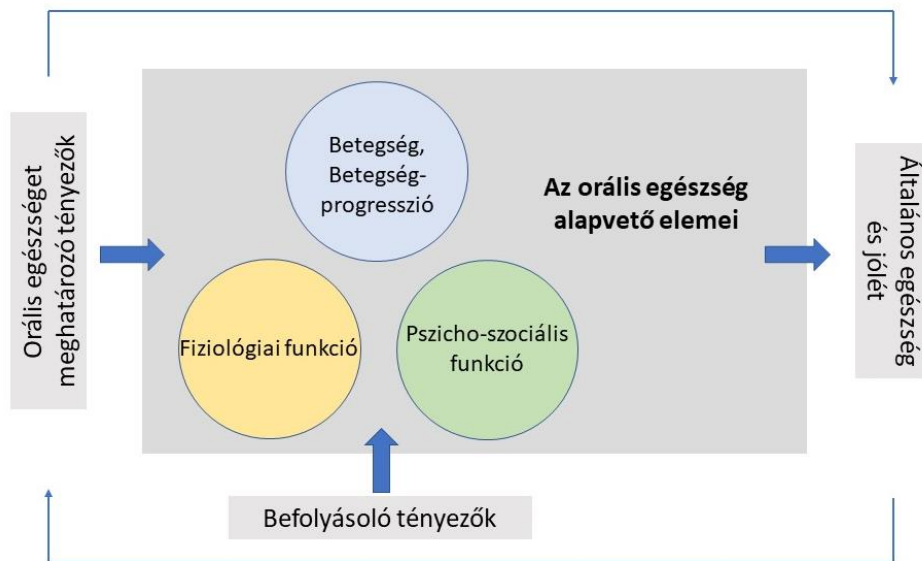 Orális egészséget
meghatározó tényezők
Betegség,
Betegség-
progresszió
Az orális egészség
alapvető elemei
Fiziológiai funkció
Pszicho-szociális
funkció
Általános egészség
és jólét
Befolyásoló tényezők